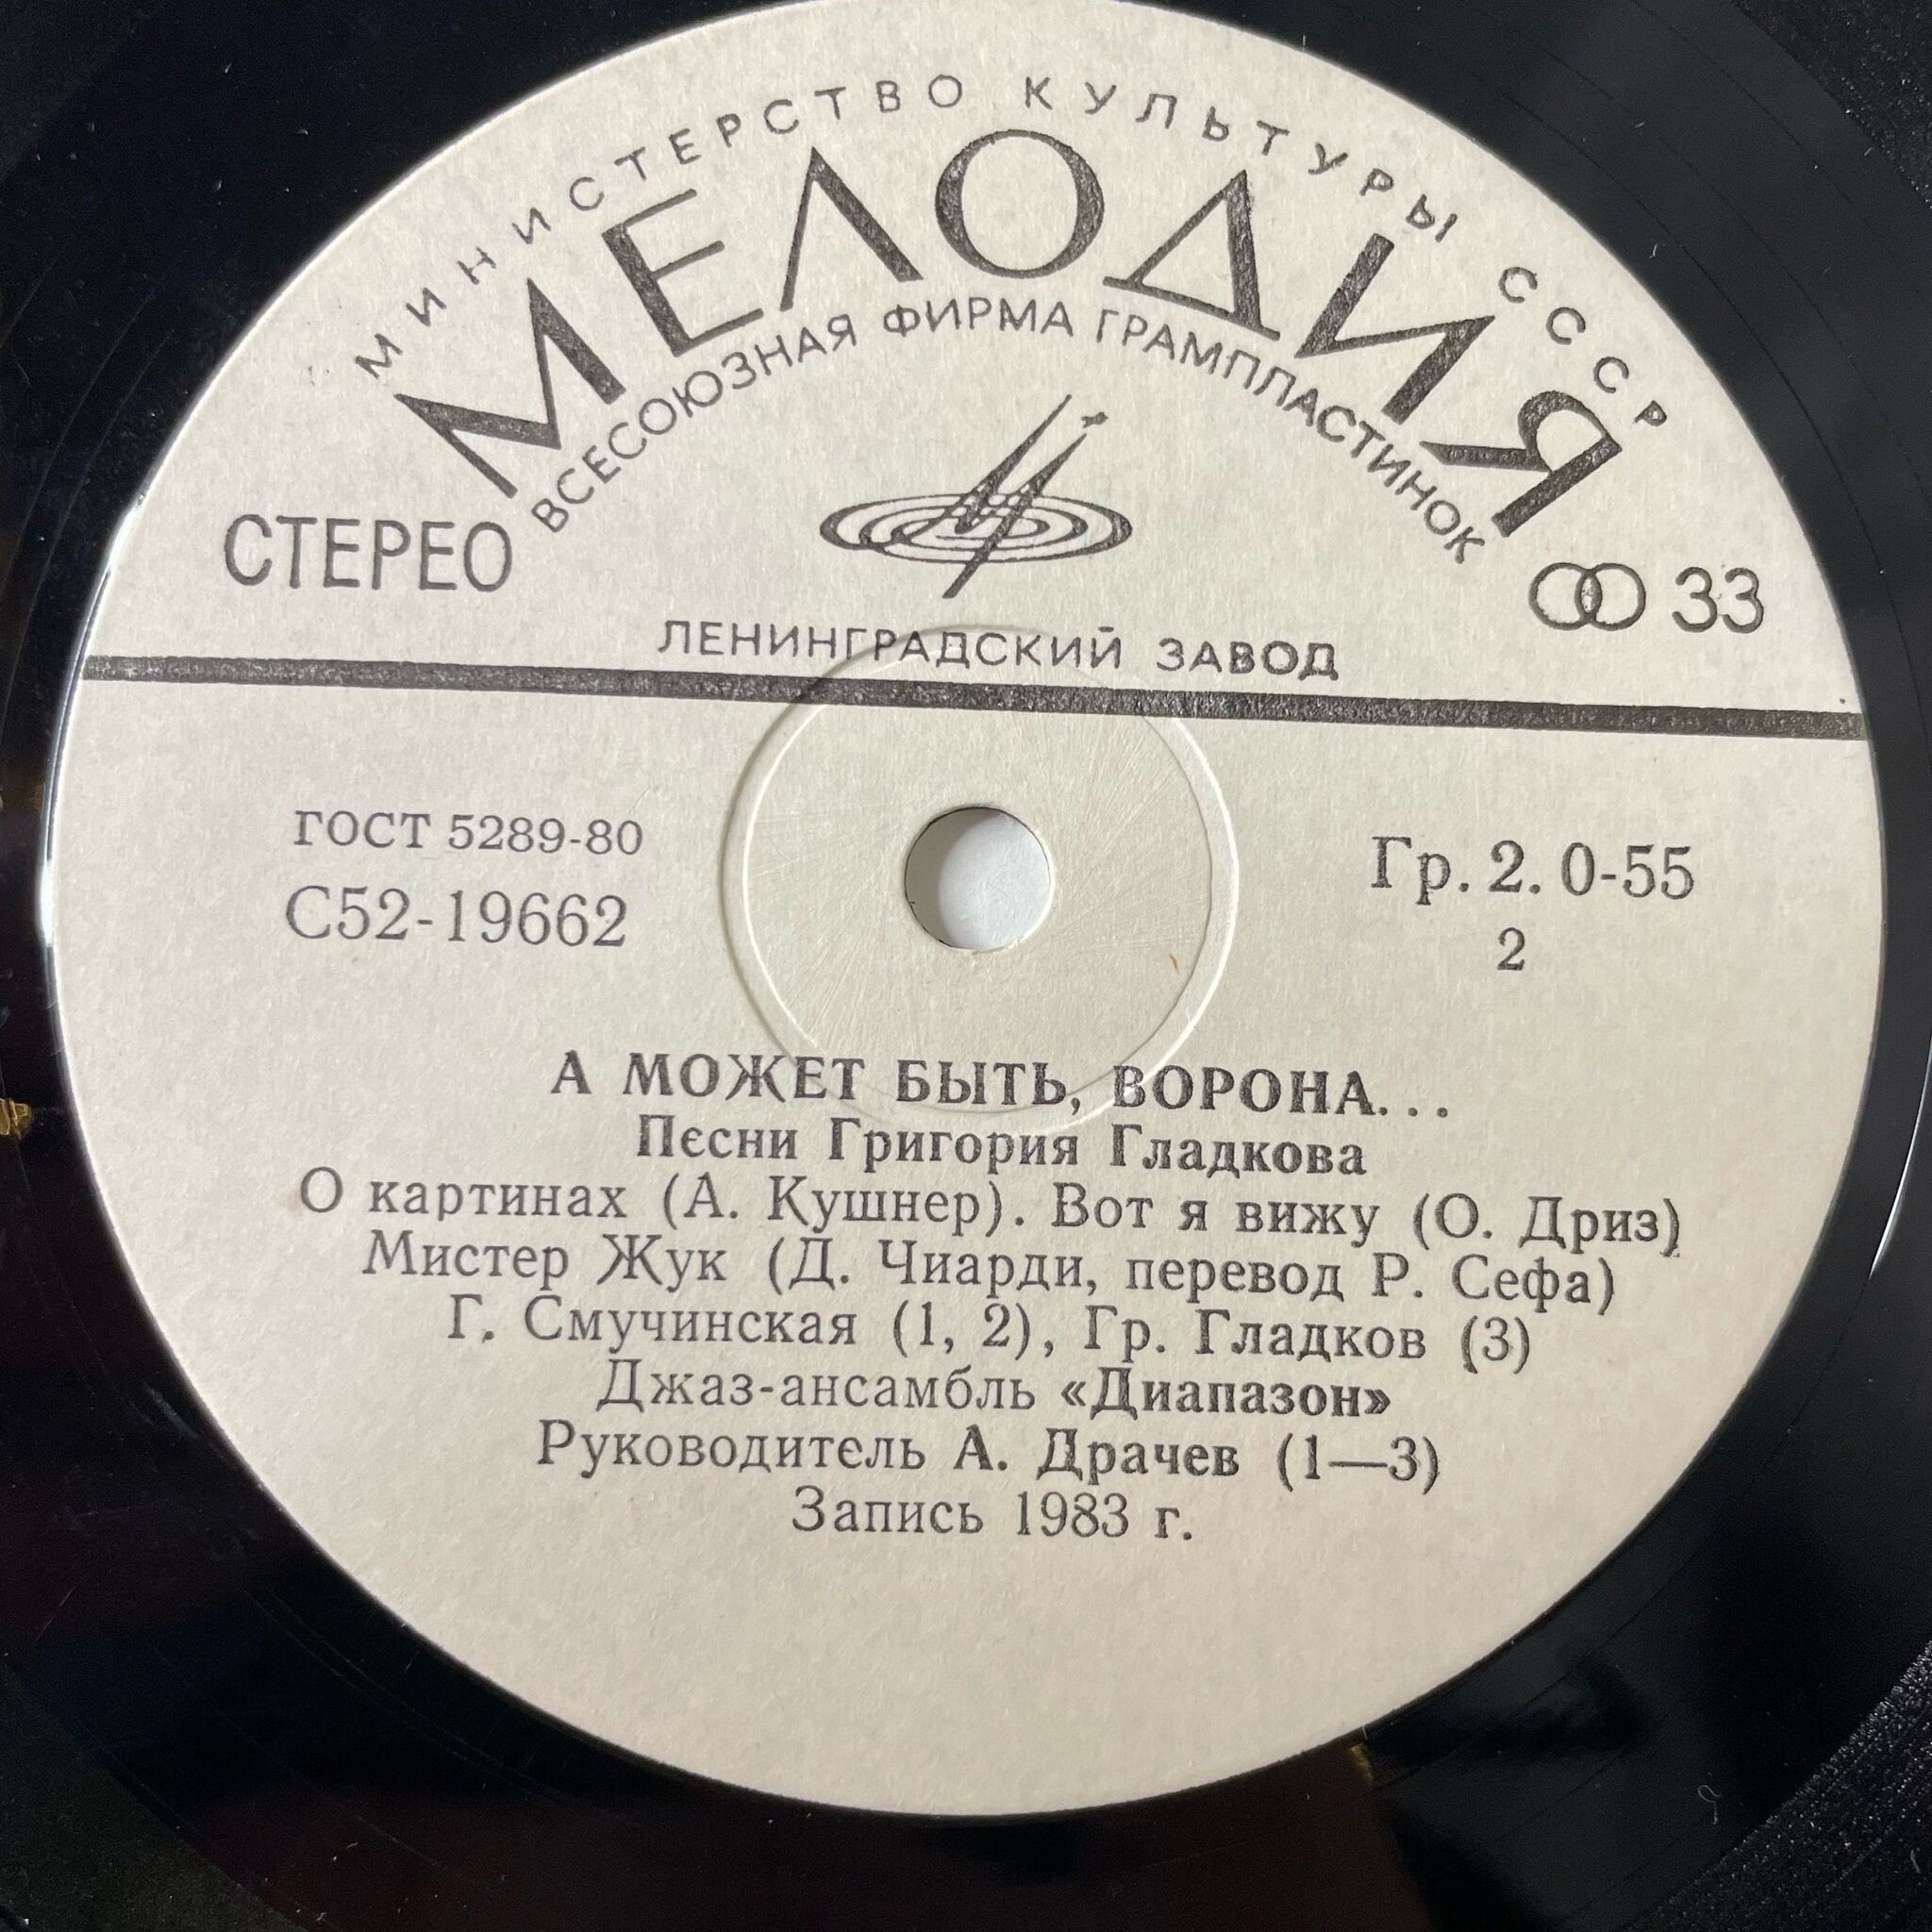 МИНИСТЕРСТВО КУЛЬТУРЫ СССР
МЕЛОДИЯ
ВСЕСОЮЗНАЯ ФИРМА ГРАМПЛАСТИНОК
СТЕРЕО
33
ЛЕНИНГРАДСКИЙ ЗАВОД
ГОСТ 5289-80
С52-19662
Гр. 2. 0-55
2
А МОЖЕТ БЫТЬ, ВОРОНА...
Песни Григория Гладкова
О картинах (А. Кушнер). Вот я вижу (О. Дриз)
Мистер Жук (Д. Чиарди, перевод Р. Сефа)
Г. Смучинская (1, 2), Гр. Гладков (3)
Джаз-ансамбль «Диапазон»
Руководитель А. Драчев (1—3)
Запись 1983 г.